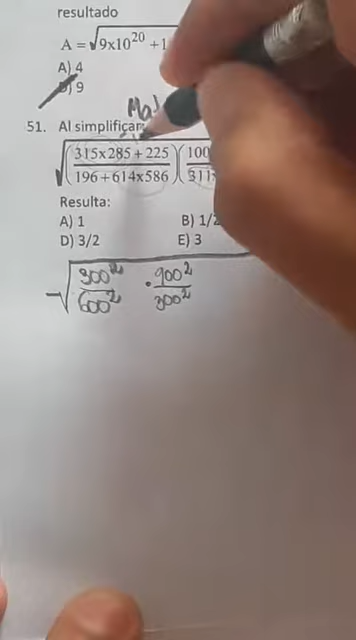 resultado
A = √9x10²⁰ + 1
A) 4
9
51. Al simplificar:
√(315x285 + 225 / 196 + 614x586)(100 / 311
Resulta:
A) 1 B) 1/2
D) 3/2 E) 3
√300² / 600² · 900² / 300²